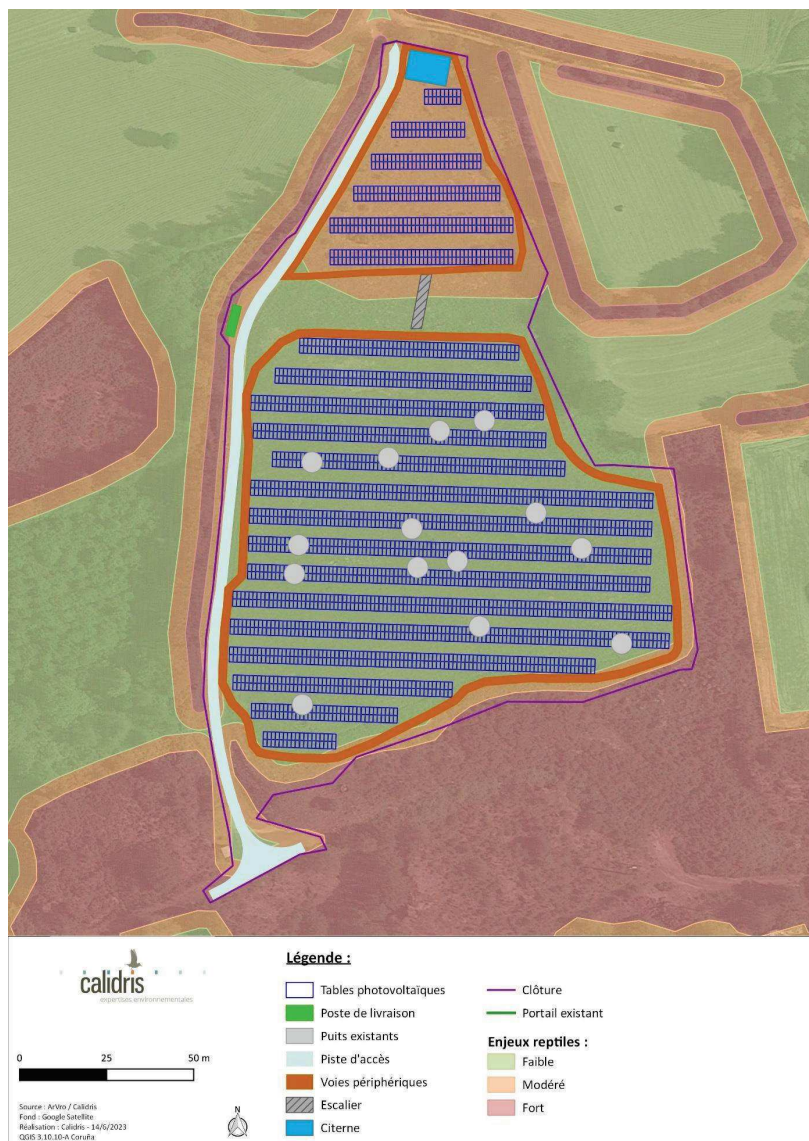 calidris
expertises environnementales
0 25 50 m
Source : ArVro / Calidris
Fond : Google Satellite
Réalisation : Calidris - 14/6/2023
QGIS 3.10.10-A Coruña
N
Légende :
Tables photovoltaïques
Poste de livraison
Puits existants
Piste d'accès
Voies périphériques
Escalier
Citerne
Clôture
Portail existant
Enjeux reptiles :
Faible
Modéré
Fort